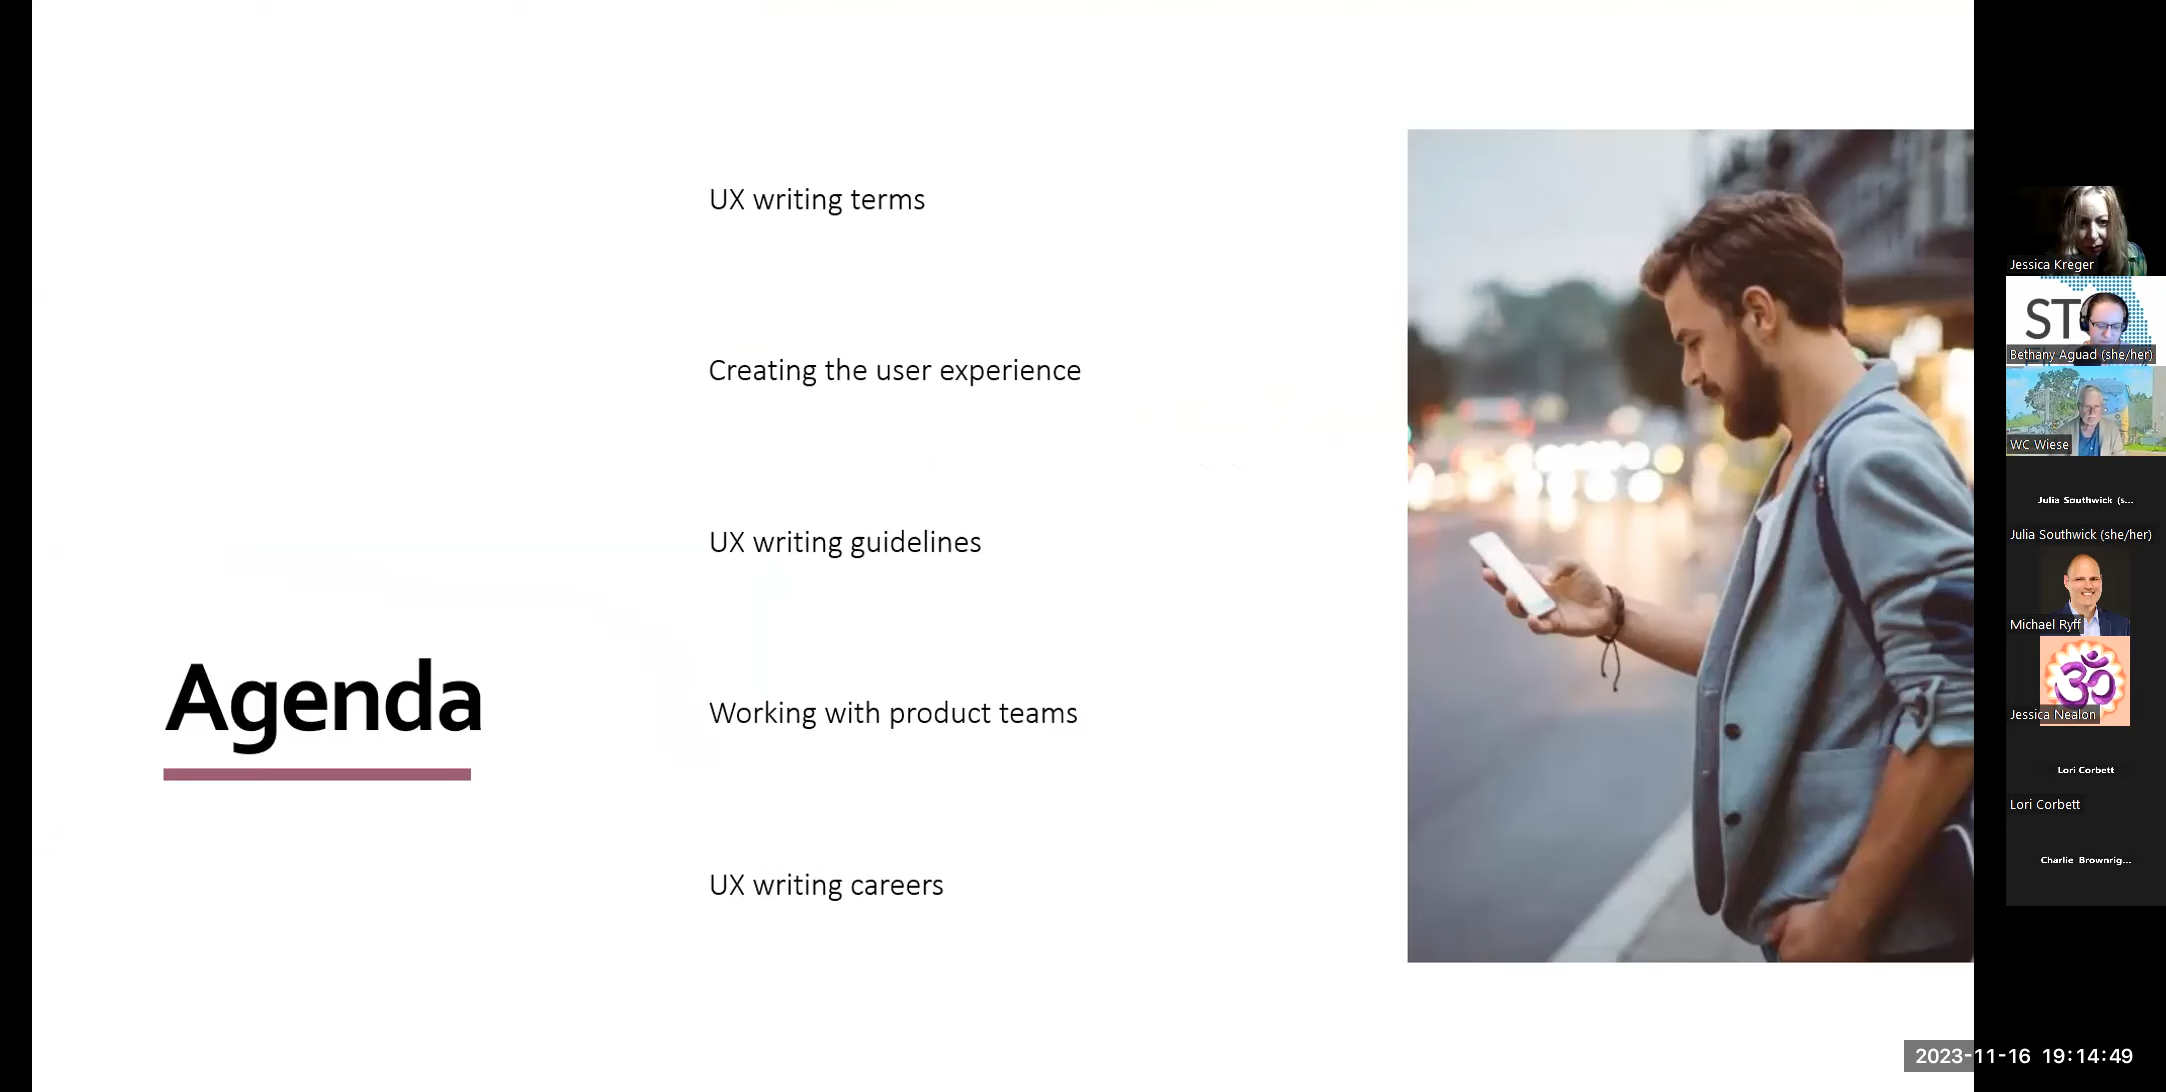 UX writing terms
Creating the user experience
UX writing guidelines
Agenda
Working with product teams
UX writing careers
Jessica Kreger
ST
Bethany Aguad (she/her)
WC Wiese
Julia Southwick (s...
Julia Southwick (she/her)
Michael Ryff
ॐ
Jessica Nealon
Lori Corbett
Lori Corbett
Charlie Brownrig...
2023-11-16 19:14:49